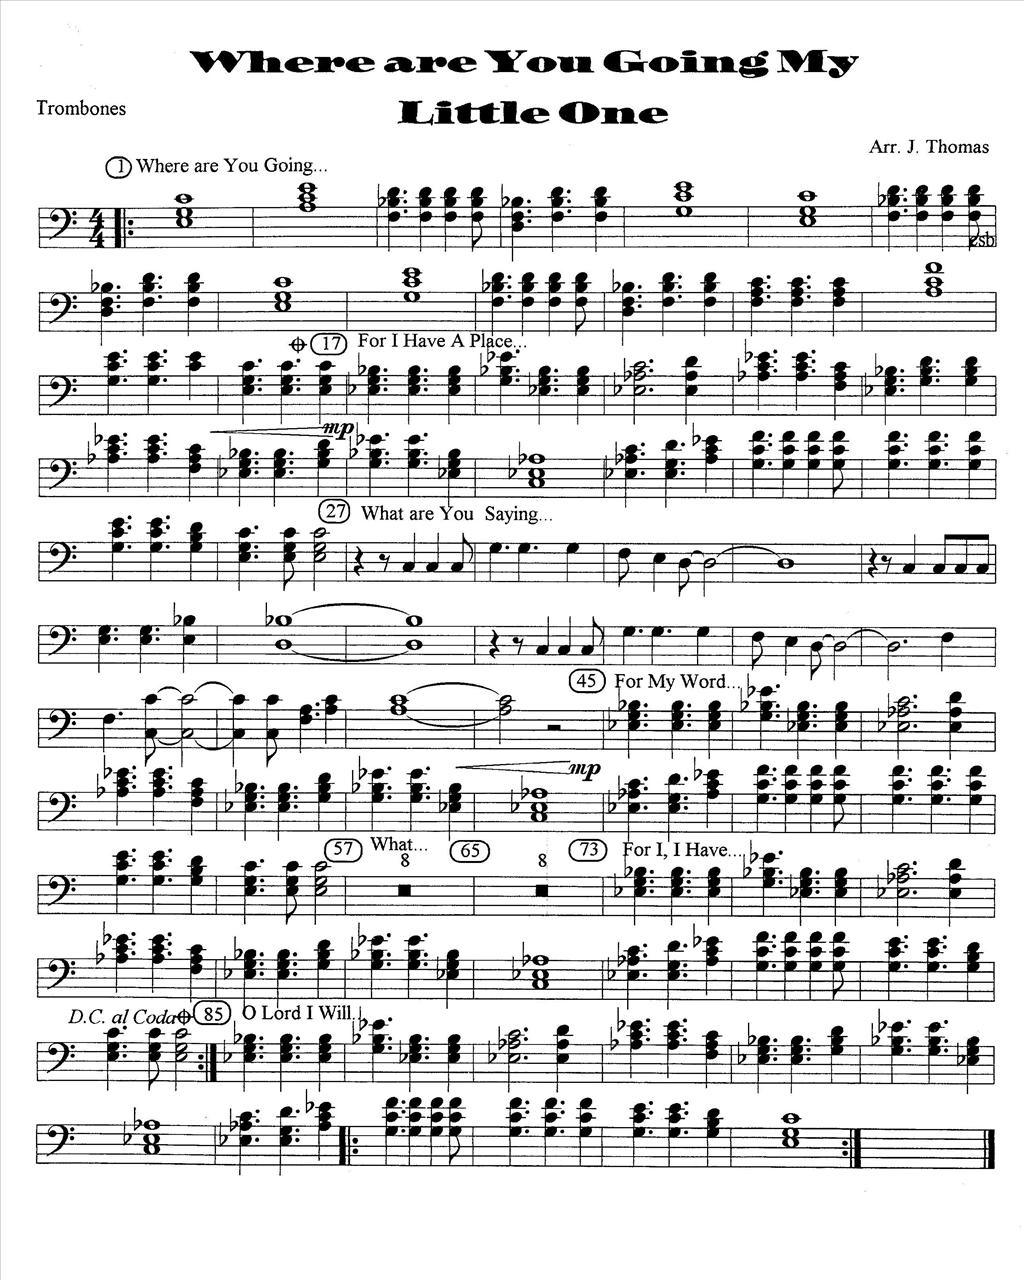 Where are You Going My
Little One
Trombones
Arr. J. Thomas
1 Where are You Going...
esb
17 For I Have A Place...
mp
27 What are You Saying...
45 For My Word...
mp
57 What... 8 65 8 73 For I, I Have...
D.C. al Coda 85 O Lord I Will..